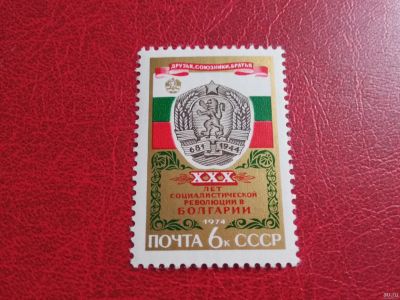 ДРУЗЬЯ, СОЮЗНИКИ, БРАТЬЯ
681 1944
XXX
ЛЕТ
СОЦИАЛИСТИЧЕСКОЙ
РЕВОЛЮЦИИ В
БОЛГАРИИ
1974
ПОЧТА 6к СССР